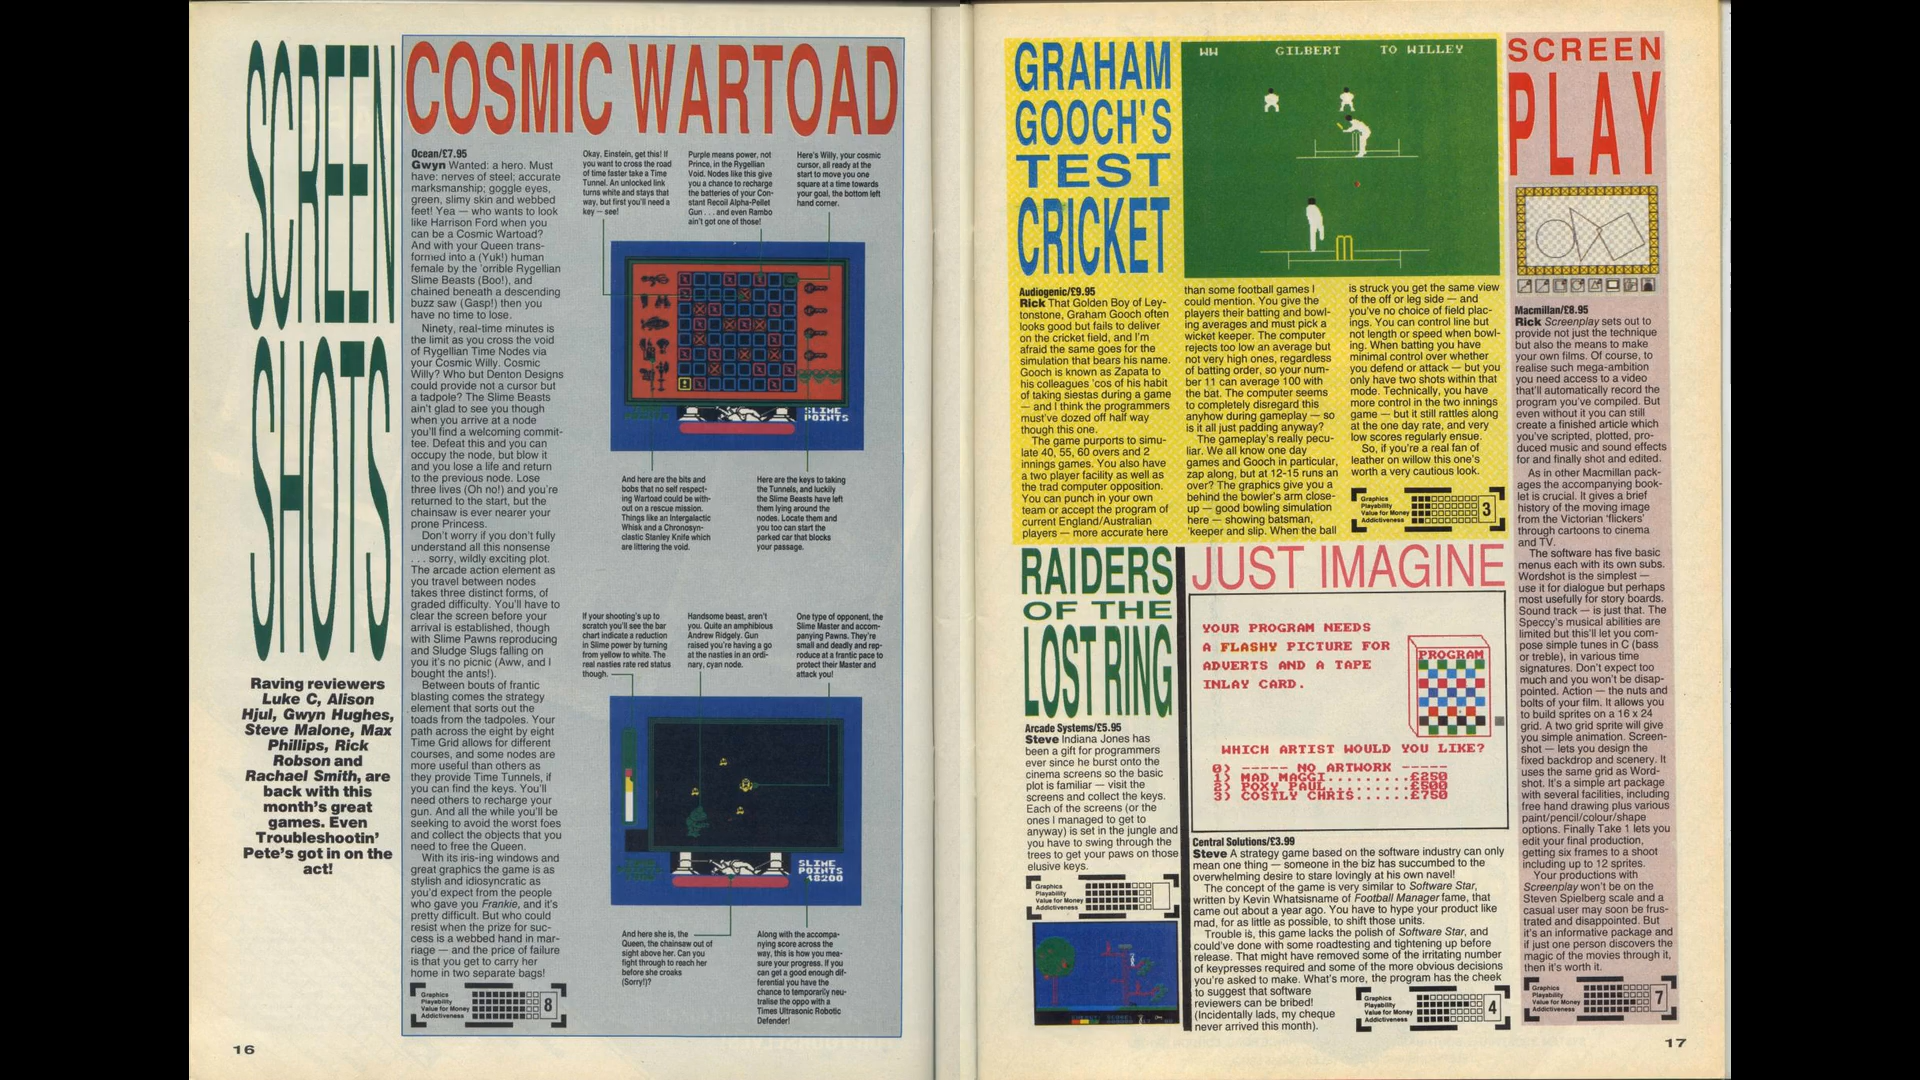 SCREEN
SHOTS
Raving reviewers
Luke C, Alison
Hjul, Gwyn Hughes,
Steve Malone, Max
Phillips, Rick
Robson and
Rachael Smith, are
back with this
month's great
games. Even
Troubleshootin'
Pete's got in on the
act!
16
COSMIC WARTOAD
Ocean/£7.95
Gwyn Wanted: a hero. Must
have: nerves of steel; accurate
marksmanship; goggle eyes,
green, slimy skin and webbed
feet! Yea — who wants to look
like Harrison Ford when you
can be a Cosmic Wartoad?
And with your Queen trans-
formed into a (Yuk!) human
female by the 'orrible Rygellian
Slime Beasts (Boo!), and
chained beneath a descending
buzz saw (Gasp!) then you
have no time to lose.
Ninety, real-time minutes is
the limit as you cross the void
of Rygellian Time Nodes via
your Cosmic Willy. Cosmic
Willy? Who but Denton Designs
could provide not a cursor but
a tadpole? The Slime Beasts
ain't glad to see you though
when you arrive at a node
you'll find a welcoming commit-
tee. Defeat this and you can
occupy the node, but blow it
and you lose a life and return
to the previous node. Lose
three lives (Oh no!) and you're
returned to the start, but the
chainsaw is ever nearer your
prone Princess.
Don't worry if you don't fully
understand all this nonsense
. . . sorry, wildly exciting plot.
The arcade action element as
you travel between nodes
takes three distinct forms, of
graded difficulty. You'll have to
clear the screen before your
arrival is established, though
with Slime Pawns reproducing
and Sludge Slugs falling on
you it's no picnic (Aww, and I
bought the ants!).
Between bouts of frantic
blasting comes the strategy
element that sorts out the
toads from the tadpoles. Your
path across the eight by eight
Time Grid allows for different
courses, and some nodes are
more useful than others as
they provide Time Tunnels, if
you can find the keys. You'll
need others to recharge your
gun. And all the while you'll be
seeking to avoid the worst foes
and collect the objects that you
need to free the Queen.
With its iris-ing windows and
great graphics the game is as
stylish and idiosyncratic as
you'd expect from the people
who gave you Frankie, and it's
pretty difficult. But who could
resist when the prize for suc-
cess is a webbed hand in mar-
riage — and the price of failure
is that you get to carry her
home in two separate bags!
Graphics
Playability
Value for Money
Addictiveness
8
Okay, Einstein, get this! If
you want to cross the road
of time faster take a Time
Tunnel. An unlocked link
turns white and stays that
way, but first you'll need a
key — see!
Purple means power, not
Prince, in the Rygellian
Void. Nodes like this give
you a chance to recharge
the batteries of your Con-
stant Recoil Alpha-Pellet
Gun . . . and even Rambo
ain't got one of those!
Here's Willy, your cosmic
cursor, all ready at the
start to move you one
square at a time towards
your goal, the bottom left
hand corner.
SLIME
POINTS
And here are the bits and
bobs that no self respect-
ing Wartoad could be with-
out on a rescue mission.
Things like an Intergalactic
Whisk and a Chronosyn-
clastic Stanley Knife which
are littering the void.
Here are the keys to taking
the Tunnels, and luckily
the Slime Beasts have left
them lying around the
nodes. Locate them and
you too can start the
parked car that blocks
your passage.
If your shooting's up to
scratch you'll see the bar
chart indicate a reduction
in Slime power by turning
from yellow to white. The
real nasties rate red status
though.
Handsome beast, aren't
you. Quite an amphibious
Andrew Ridgely. Gun
raised you're having a go
at the nasties in an ordi-
nary, cyan node.
One type of opponent, the
Slime Master and accom-
panying Pawns. They're
small and deadly and rep-
roduce at a frantic pace to
protect their Master and
attack you!
SLIME
POINTS
48200
And here she is, the
Queen, the chainsaw out of
sight above her. Can you
fight through to reach her
before she croaks
(Sorry!)?
Along with the accompa-
nying score across the
way, this is how you mea-
sure your progress. If you
can get a good enough dif-
ferential you have the
chance to temporarily neu-
tralise the oppo with a
Times Ultrasonic Robotic
Defender!
GRAHAM
GOOCH'S
TEST
CRICKET
WW GILBERT TO WILLEY
Audiogenic/£9.95
Rick That Golden Boy of Ley-
tonstone, Graham Gooch often
looks good but fails to deliver
on the cricket field, and I'm
afraid the same goes for the
simulation that bears his name.
Gooch is known as Zapata to
his colleagues 'cos of his habit
of taking siestas during a game
— and I think the programmers
must've dozed off half way
though this one.
The game purports to simu-
late 40, 55, 60 overs and 2
innings games. You also have
a two player facility as well as
the trad computer opposition.
You can punch in your own
team or accept the program of
current England/Australian
players — more accurate here
than some football games I
could mention. You give the
players their batting and bowl-
ing averages and must pick a
wicket keeper. The computer
rejects too low an average but
not very high ones, regardless
of batting order, so your num-
ber 11 can average 100 with
the bat. The computer seems
to completely disregard this
anyhow during gameplay — so
is it all just padding anyway?
The gameplay's really pecu-
liar. We all know one day
games and Gooch in particular,
zap along, but at 12-15 runs an
over? The graphics give you a
behind the bowler's arm close-
up — good bowling simulation
here — showing batsman,
'keeper and slip. When the ball
is struck you get the same view
of the off or leg side — and
you've no choice of field plac-
ings. You can control line but
not length or speed when bowl-
ing. When batting you have
minimal control over whether
you defend or attack — but you
only have two shots within that
mode. Technically, you have
more control in the two innings
game — but it still rattles along
at the one day rate, and very
low scores regularly ensue.
So, if you're a real fan of
leather on willow this one's
worth a very cautious look.
Graphics
Playability
Value for Money
Addictiveness
3
RAIDERS
OF THE
LOST RING
Arcade Systems/£5.95
Steve Indiana Jones has
been a gift for programmers
ever since he burst onto the
cinema screens so the basic
plot is familiar — visit the
screens and collect the keys.
Each of the screens (or the
ones I managed to get to
anyway) is set in the jungle and
you have to swing through the
trees to get your paws on those
elusive keys.
Graphics
Playability
Value for Money
Addictiveness
JUST IMAGINE
YOUR PROGRAM NEEDS
A FLASHY PICTURE FOR
ADVERTS AND A TAPE
INLAY CARD.
PROGRAM
WHICH ARTIST WOULD YOU LIKE?
0) ----- NO ARTWORK -----
1) MAD MAGGI.........£250
2) POXY PAUL.........£500
3) COSTLY CHRIS......£750
Central Solutions/£3.99
Steve A strategy game based on the software industry can only
mean one thing — someone in the biz has succumbed to the
overwhelming desire to stare lovingly at his own navel!
The concept of the game is very similar to Software Star,
written by Kevin Whatsisname of Football Manager fame, that
came out about a year ago. You have to hype your product like
mad, for as little as possible, to shift those units.
Trouble is, this game lacks the polish of Software Star, and
could've done with some roadtesting and tightening up before
release. That might have removed some of the irritating number
of keypresses required and some of the more obvious decisions
you're asked to make. What's more, the program has the cheek
to suggest that software
reviewers can be bribed!
(Incidentally lads, my cheque
never arrived this month).
Graphics
Playability
Value for Money
Addictiveness
4
SCREEN
PLAY
Macmillan/£8.95
Rick Screenplay sets out to
provide not just the technique
but also the means to make
your own films. Of course, to
realise such mega-ambition
you need access to a video
that'll automatically record the
program you've compiled. But
even without it you can still
create a finished article which
you've scripted, plotted, pro-
duced music and sound effects
for and finally shot and edited.
As in other Macmillan pack-
ages the accompanying book-
let is crucial. It gives a brief
history of the moving image
from the Victorian 'flickers'
through cartoons to cinema
and TV.
The software has five basic
menus each with its own subs.
Wordshot is the simplest —
use it for dialogue but perhaps
most usefully for story boards.
Sound track — is just that. The
Speccy's musical abilities are
limited but this'll let you com-
pose simple tunes in C (bass
or treble), in various time
signatures. Don't expect too
much and you won't be disap-
pointed. Action — the nuts and
bolts of your film. It allows you
to build sprites on a 16 x 24
grid. A two grid sprite will give
you simple animation. Screen-
shot — lets you design the
fixed backdrop and scenery. It
uses the same grid as Word-
shot. It's a simple art package
with several facilities, including
free hand drawing plus various
paint/pencil/colour/shape
options. Finally Take 1 lets you
edit your final production,
getting six frames to a shoot
including up to 12 sprites.
Your productions with
Screenplay won't be on the
Steven Spielberg scale and a
casual user may soon be frus-
trated and disappointed. But
it's an informative package and
if just one person discovers the
magic of the movies through it,
then it's worth it.
Graphics
Playability
Value for Money
Addictiveness
7
17